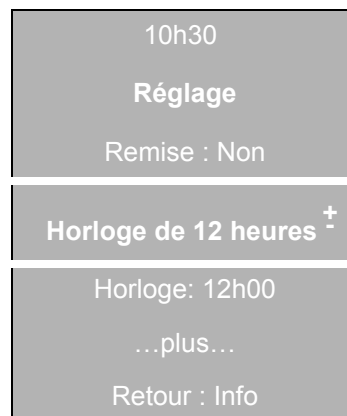 10h30
Réglage
Remise : Non
Horloge de 12 heures +
-
Horloge: 12h00
…plus…
Retour : Info